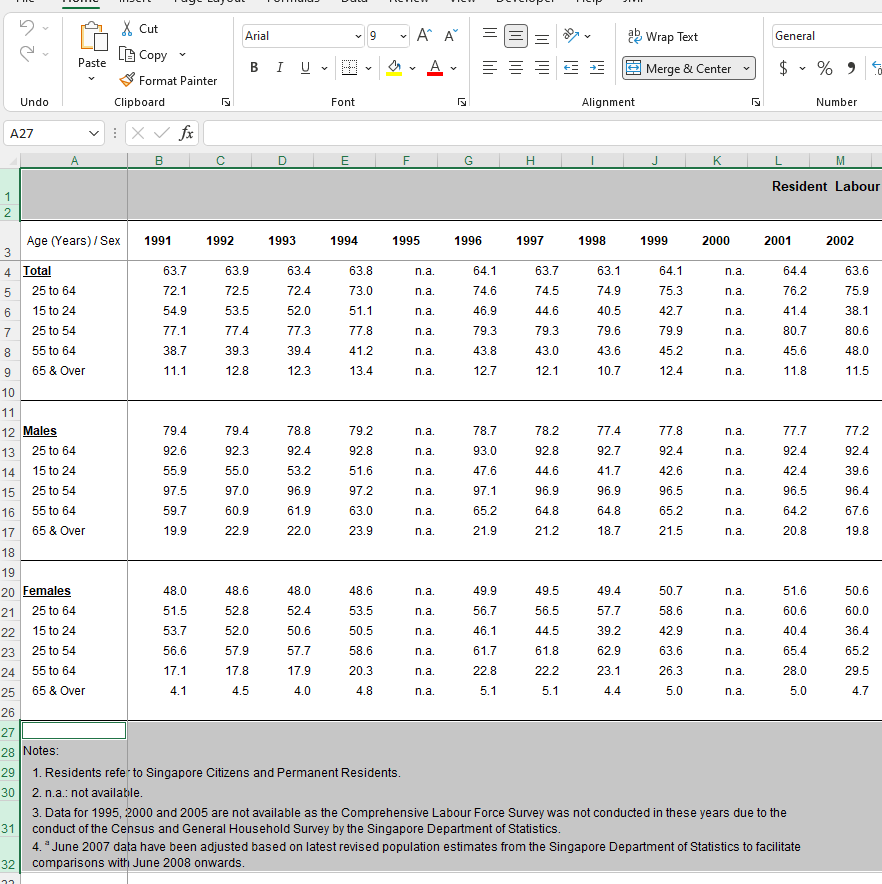 File Home Insert Page Layout Formulas Data Review View Developer Help
Cut
Arial 9 A A
ab Wrap Text
General
Paste
Copy
Format Painter
B I U A
Merge & Center
$ % 9
Undo Clipboard Font Alignment Number
A27 fx
A B C D E F G H I J K L M
1 Resident Labour
2
3 Age (Years) / Sex 1991 1992 1993 1994 1995 1996 1997 1998 1999 2000 2001 2002
4 Total 63.7 63.9 63.4 63.8 n.a. 64.1 63.7 63.1 64.1 n.a. 64.4 63.6
5 25 to 64 72.1 72.5 72.4 73.0 n.a. 74.6 74.5 74.9 75.3 n.a. 76.2 75.9
6 15 to 24 54.9 53.5 52.0 51.1 n.a. 46.9 44.6 40.5 42.7 n.a. 41.4 38.1
7 25 to 54 77.1 77.4 77.3 77.8 n.a. 79.3 79.3 79.6 79.9 n.a. 80.7 80.6
8 55 to 64 38.7 39.3 39.4 41.2 n.a. 43.8 43.0 43.6 45.2 n.a. 45.6 48.0
9 65 & Over 11.1 12.8 12.3 13.4 n.a. 12.7 12.1 10.7 12.4 n.a. 11.8 11.5
10
11
12 Males 79.4 79.4 78.8 79.2 n.a. 78.7 78.2 77.4 77.8 n.a. 77.7 77.2
13 25 to 64 92.6 92.3 92.4 92.8 n.a. 93.0 92.8 92.7 92.4 n.a. 92.4 92.4
14 15 to 24 55.9 55.0 53.2 51.6 n.a. 47.6 44.6 41.7 42.6 n.a. 42.4 39.6
15 25 to 54 97.5 97.0 96.9 97.2 n.a. 97.1 96.9 96.9 96.5 n.a. 96.5 96.4
16 55 to 64 59.7 60.9 61.9 63.0 n.a. 65.2 64.8 64.8 65.2 n.a. 64.2 67.6
17 65 & Over 19.9 22.9 22.0 23.9 n.a. 21.9 21.2 18.7 21.5 n.a. 20.8 19.8
18
19
20 Females 48.0 48.6 48.0 48.6 n.a. 49.9 49.5 49.4 50.7 n.a. 51.6 50.6
21 25 to 64 51.5 52.8 52.4 53.5 n.a. 56.7 56.5 57.7 58.6 n.a. 60.6 60.0
22 15 to 24 53.7 52.0 50.6 50.5 n.a. 46.1 44.5 39.2 42.9 n.a. 40.4 36.4
23 25 to 54 56.6 57.9 57.7 58.6 n.a. 61.7 61.8 62.9 63.6 n.a. 65.4 65.2
24 55 to 64 17.1 17.8 17.9 20.3 n.a. 22.8 22.2 23.1 26.3 n.a. 28.0 29.5
25 65 & Over 4.1 4.5 4.0 4.8 n.a. 5.1 5.1 4.4 5.0 n.a. 5.0 4.7
26
27
28 Notes:
29 1. Residents refer to Singapore Citizens and Permanent Residents.
30 2. n.a.: not available.
3. Data for 1995, 2000 and 2005 are not available as the Comprehensive Labour Force Survey was not conducted in these years due to the
31 conduct of the Census and General Household Survey by the Singapore Department of Statistics.
4. a June 2007 data have been adjusted based on latest revised population estimates from the Singapore Department of Statistics to facilitate
32 comparisons with June 2008 onwards.